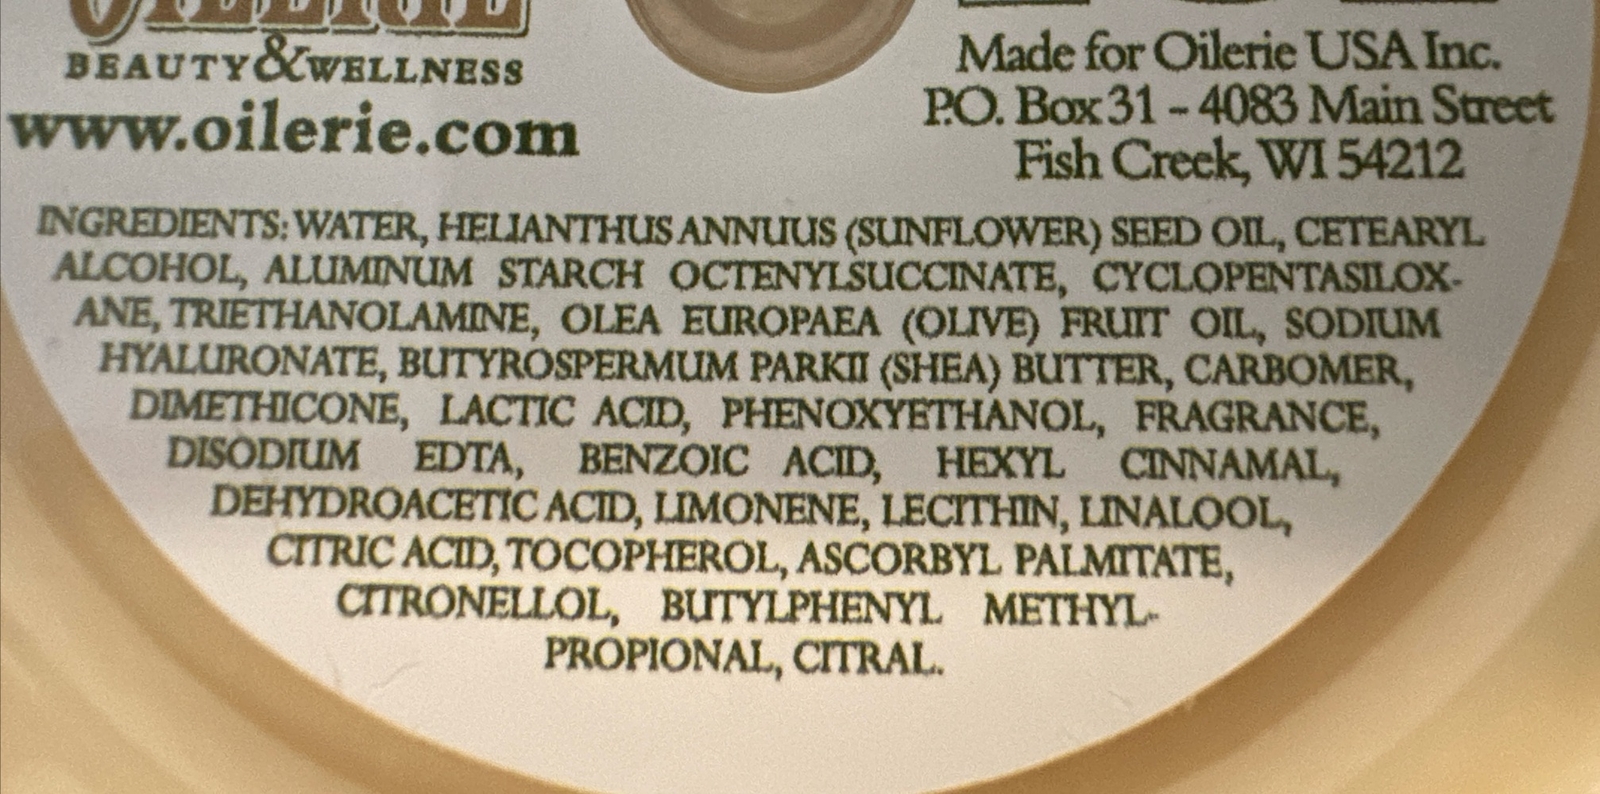 OILERIE
BEAUTY & WELLNESS
www.oilerie.com
Made for Oilerie USA Inc.
P.O. Box 31 - 4083 Main Street
Fish Creek, WI 54212
INGREDIENTS: WATER, HELIANTHUS ANNUUS (SUNFLOWER) SEED OIL, CETEARYL
ALCOHOL, ALUMINUM STARCH OCTENYLSUCCINATE, CYCLOPENTASILOX-
ANE, TRIETHANOLAMINE, OLEA EUROPAEA (OLIVE) FRUIT OIL, SODIUM
HYALURONATE, BUTYROSPERMUM PARKII (SHEA) BUTTER, CARBOMER,
DIMETHICONE, LACTIC ACID, PHENOXYETHANOL, FRAGRANCE,
DISODIUM EDTA, BENZOIC ACID, HEXYL CINNAMAL,
DEHYDROACETIC ACID, LIMONENE, LECITHIN, LINALOOL,
CITRIC ACID, TOCOPHEROL, ASCORBYL PALMITATE,
CITRONELLOL, BUTYLPHENYL METHYL-
PROPIONAL, CITRAL.